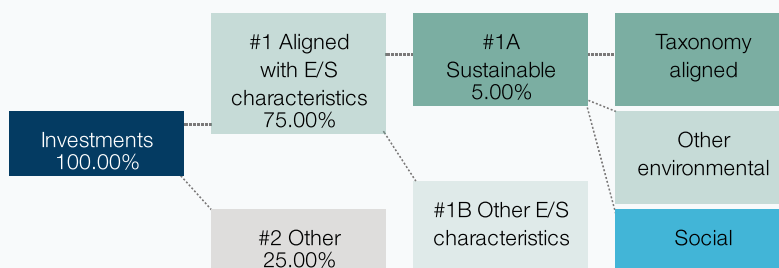 Investments
100.00%
#1 Aligned
with E/S
characteristics
75.00%
#2 Other
25.00%
#1A
Sustainable
5.00%
#1B Other E/S
characteristics
Taxonomy
aligned
Other
environmental
Social